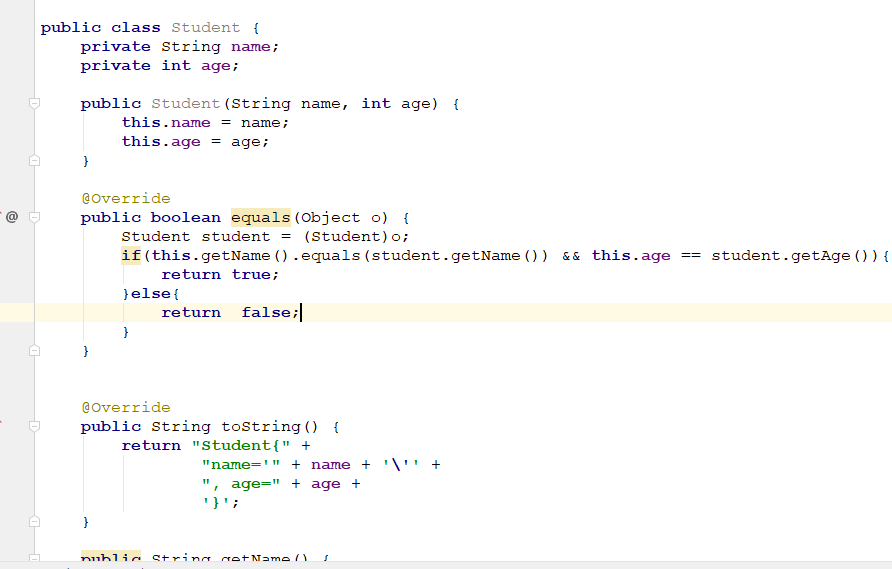 public class Student {
    private String name;
    private int age;
    public Student(String name, int age) {
        this.name = name;
        this.age = age;
    }
    @Override
@   public boolean equals(Object o) {
        Student student = (Student)o;
        if(this.getName().equals(student.getName()) && this.age == student.getAge()){
            return true;
        }else{
            return  false;
        }
    }
    @Override
    public String toString() {
        return "Student{" +
                "name='" + name + '\'' +
                ", age=" + age +
                '}';
    }
    public String getName() {